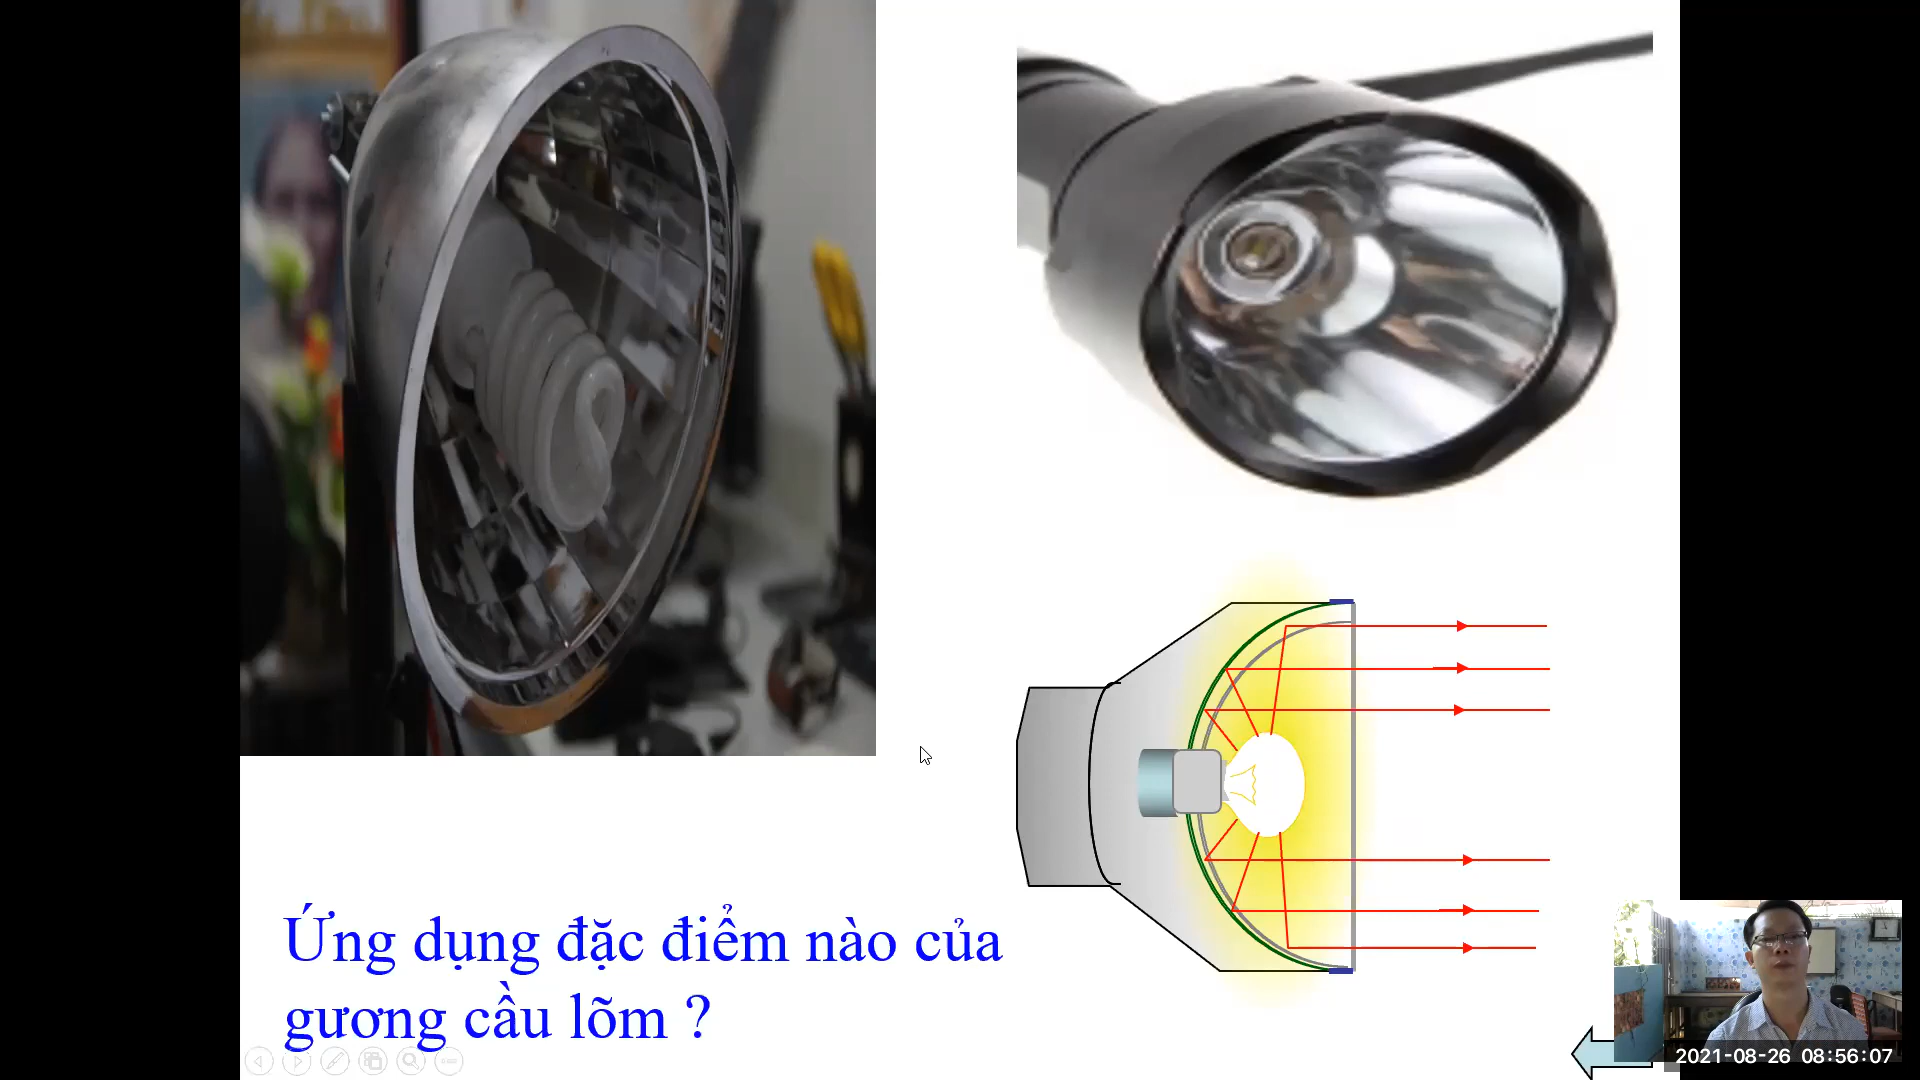 Ứng dụng đặc điểm nào của
gương cầu lõm ?
2021-08-26 08:56:07